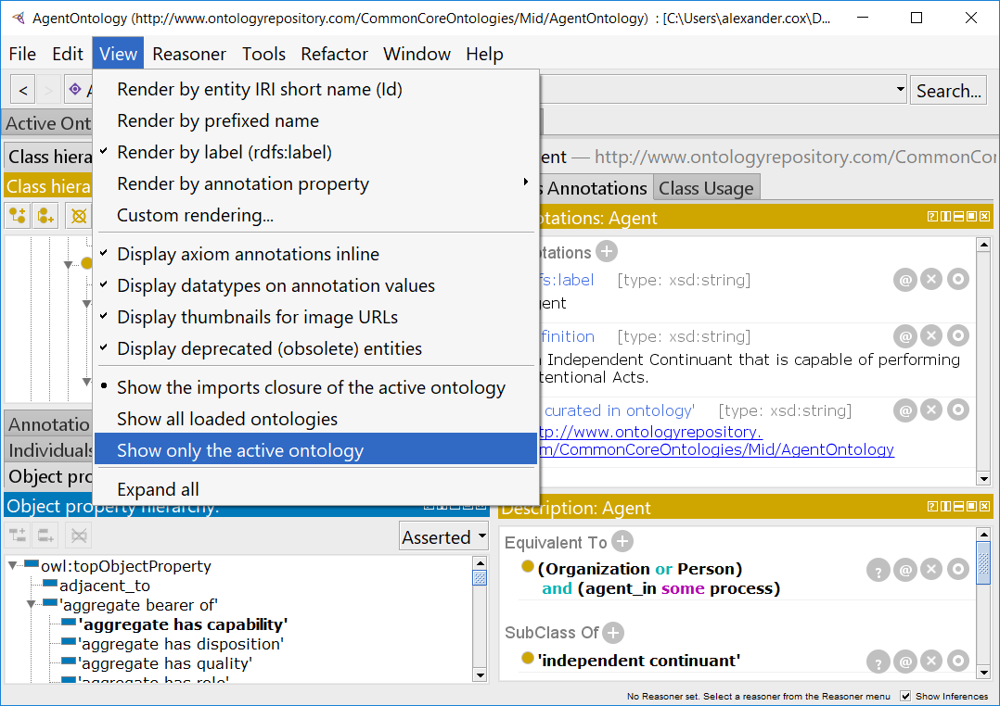 AgentOntology (http://www.ontologyrepository.com/CommonCoreOntologies/Mid/AgentOntology) : [C:\Users\alexander.cox\D...
File Edit View Reasoner Tools Refactor Window Help
< > Search...
Active Ont
Render by entity IRI short name (Id)
Render by prefixed name
Render by label (rdfs:label)
Render by annotation property
Custom rendering...
Display axiom annotations inline
Display datatypes on annotation values
Display thumbnails for image URLs
Display deprecated (obsolete) entities
Show the imports closure of the active ontology
Show all loaded ontologies
Show only the active ontology
Expand all
Class hiera
Class hiera
Annotatio
Individuals
Object pro
Object property hierarchy:
Asserted
owl:topObjectProperty
adjacent_to
'aggregate bearer of'
'aggregate has capability'
'aggregate has disposition'
'aggregate has quality'
'aggregate has role'
ent — http://www.ontologyrepository.com/CommonCor
s Annotations Class Usage
otations: Agent
otations
fs:label [type: xsd:string]
ent
finition [type: xsd:string]
Independent Continuant that is capable of performing
tentional Acts.
curated in ontology' [type: xsd:string]
tp://www.ontologyrepository.
m/CommonCoreOntologies/Mid/AgentOntology
Description: Agent
Equivalent To
(Organization or Person)
and (agent_in some process)
SubClass Of
'independent continuant'
No Reasoner set. Select a reasoner from the Reasoner menu Show Inferences